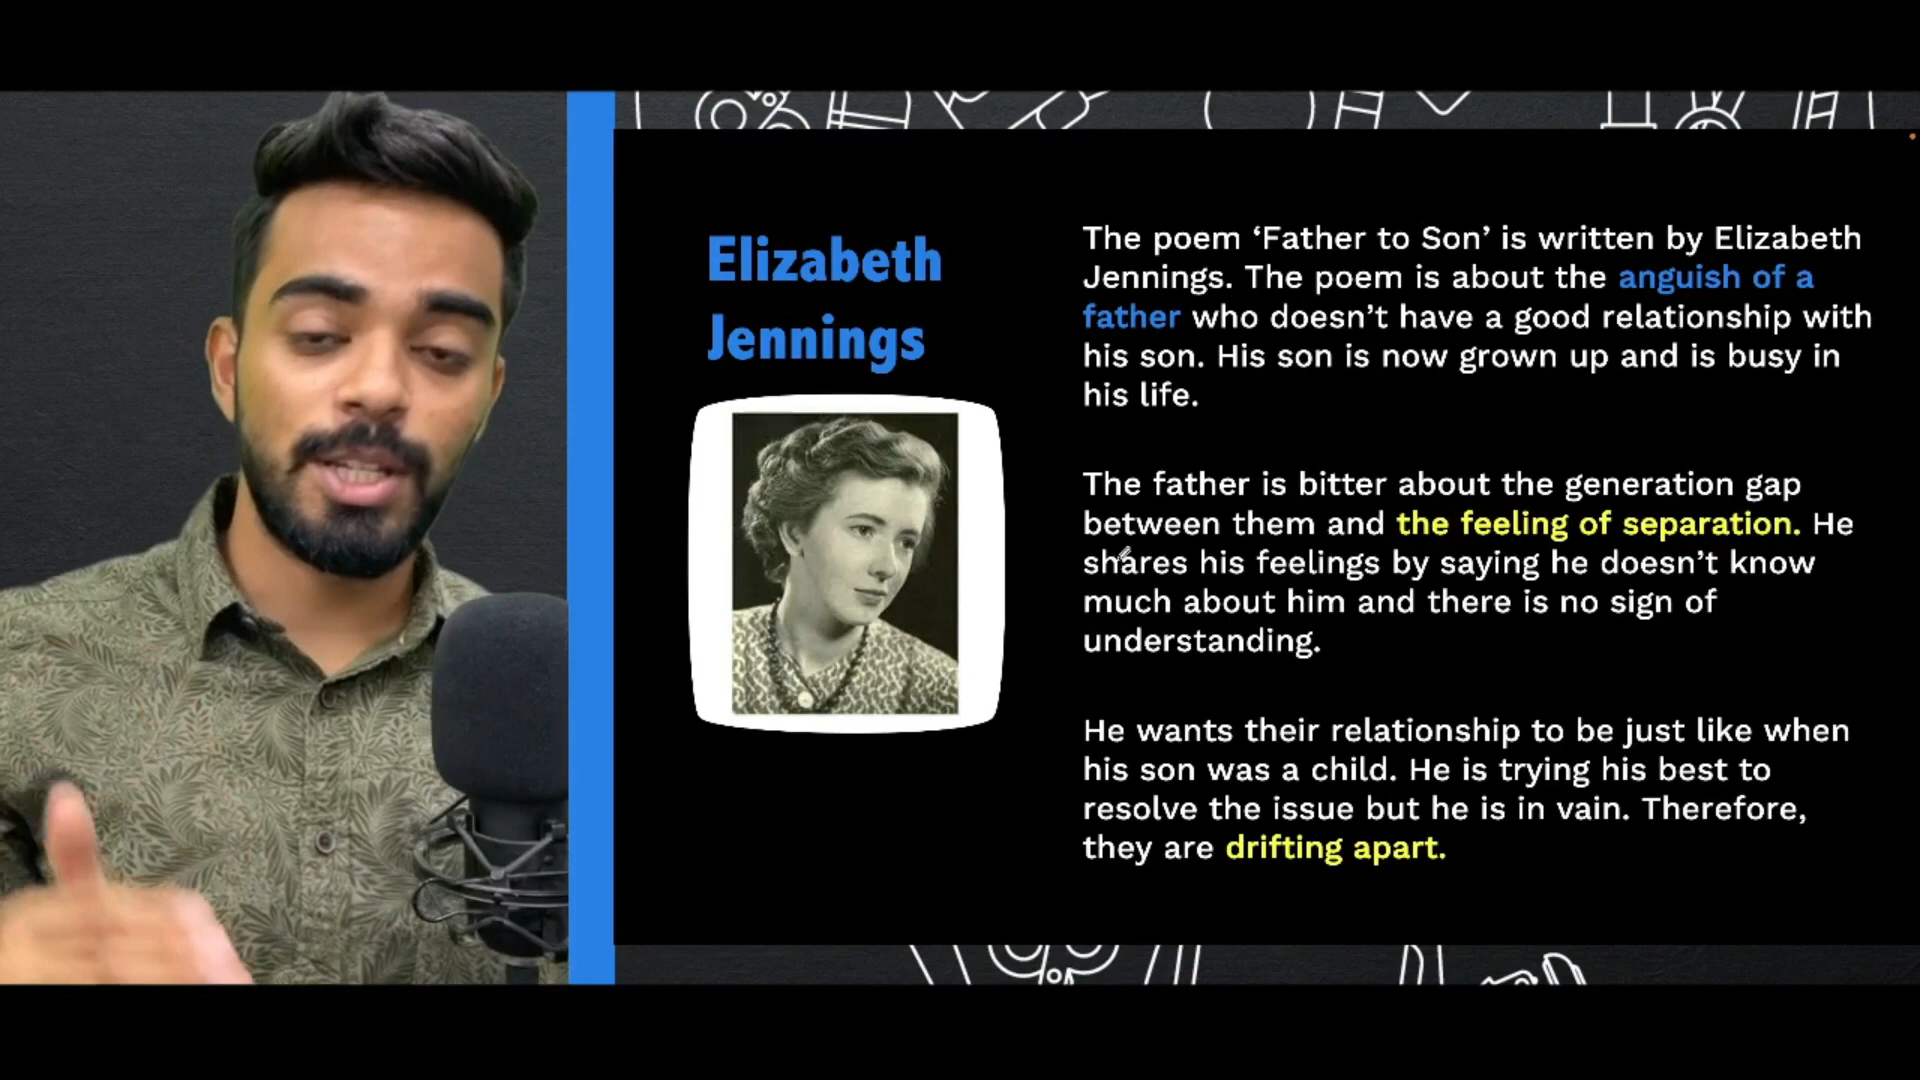 Elizabeth
Jennings
The poem ‘Father to Son’ is written by Elizabeth
Jennings. The poem is about the anguish of a
father who doesn’t have a good relationship with
his son. His son is now grown up and is busy in
his life.
The father is bitter about the generation gap
between them and the feeling of separation. He
shares his feelings by saying he doesn’t know
much about him and there is no sign of
understanding.
He wants their relationship to be just like when
his son was a child. He is trying his best to
resolve the issue but he is in vain. Therefore,
they are drifting apart.